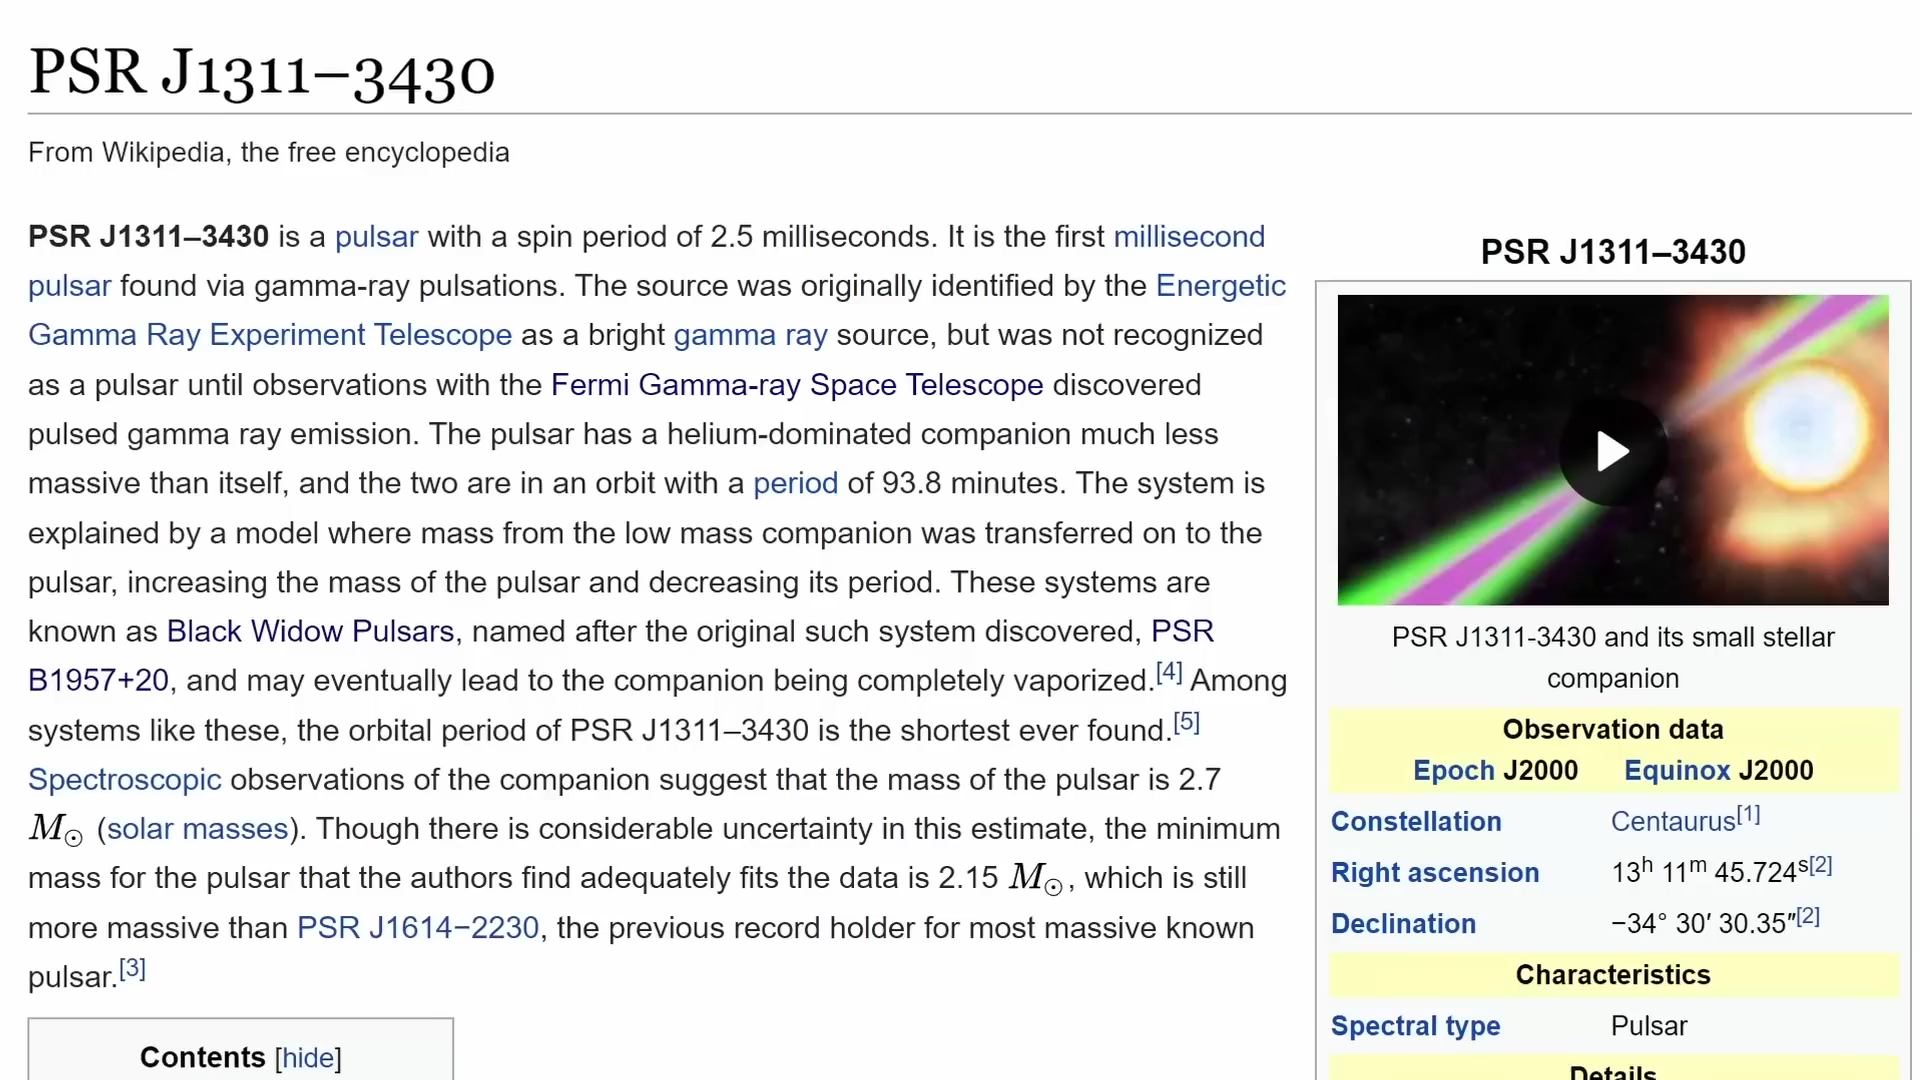 PSR J1311–3430
From Wikipedia, the free encyclopedia
PSR J1311–3430 is a pulsar with a spin period of 2.5 milliseconds. It is the first millisecond
pulsar found via gamma-ray pulsations. The source was originally identified by the Energetic
Gamma Ray Experiment Telescope as a bright gamma ray source, but was not recognized
as a pulsar until observations with the Fermi Gamma-ray Space Telescope discovered
pulsed gamma ray emission. The pulsar has a helium-dominated companion much less
massive than itself, and the two are in an orbit with a period of 93.8 minutes. The system is
explained by a model where mass from the low mass companion was transferred on to the
pulsar, increasing the mass of the pulsar and decreasing its period. These systems are
known as Black Widow Pulsars, named after the original such system discovered, PSR
B1957+20, and may eventually lead to the companion being completely vaporized.[4] Among
systems like these, the orbital period of PSR J1311–3430 is the shortest ever found.[5]
Spectroscopic observations of the companion suggest that the mass of the pulsar is 2.7
M☉ (solar masses). Though there is considerable uncertainty in this estimate, the minimum
mass for the pulsar that the authors find adequately fits the data is 2.15 M☉, which is still
more massive than PSR J1614−2230, the previous record holder for most massive known
pulsar.[3]
Contents [hide]
PSR J1311–3430
PSR J1311-3430 and its small stellar
companion
Observation data
Epoch J2000 Equinox J2000
Constellation Centaurus[1]
Right ascension 13h 11m 45.724s[2]
Declination −34° 30′ 30.35″[2]
Characteristics
Spectral type Pulsar
Details